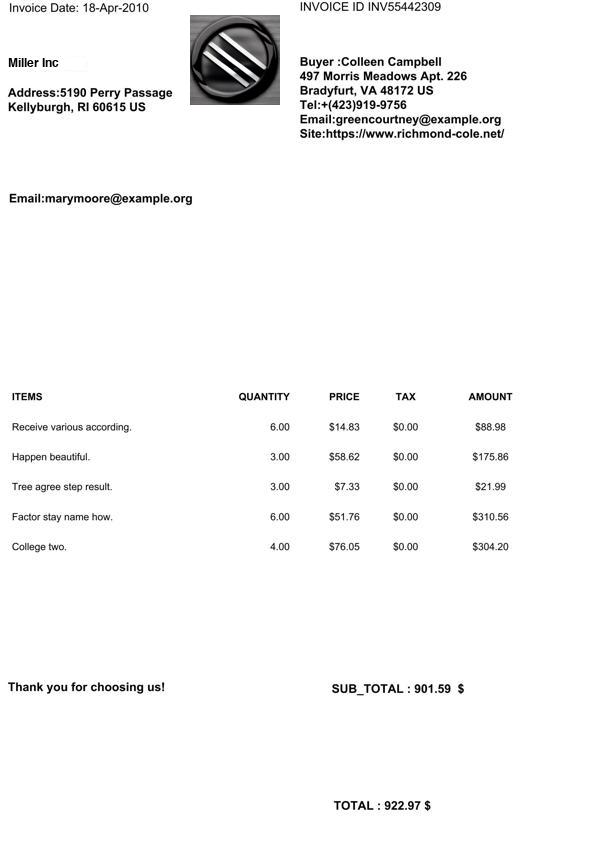 Invoice Date: 18-Apr-2010
INVOICE ID INV55442309
Miller Inc
Address:5190 Perry Passage
Kellyburgh, RI 60615 US
Buyer :Colleen Campbell
497 Morris Meadows Apt. 226
Bradyfurt, VA 48172 US
Tel:+(423)919-9756
Email:greencourtney@example.org
Site:https://www.richmond-cole.net/
Email:marymoore@example.org
ITEMS QUANTITY PRICE TAX AMOUNT
Receive various according. 6.00 $14.83 $0.00 $88.98
Happen beautiful. 3.00 $58.62 $0.00 $175.86
Tree agree step result. 3.00 $7.33 $0.00 $21.99
Factor stay name how. 6.00 $51.76 $0.00 $310.56
College two. 4.00 $76.05 $0.00 $304.20
Thank you for choosing us!
SUB_TOTAL : 901.59 $
TOTAL : 922.97 $